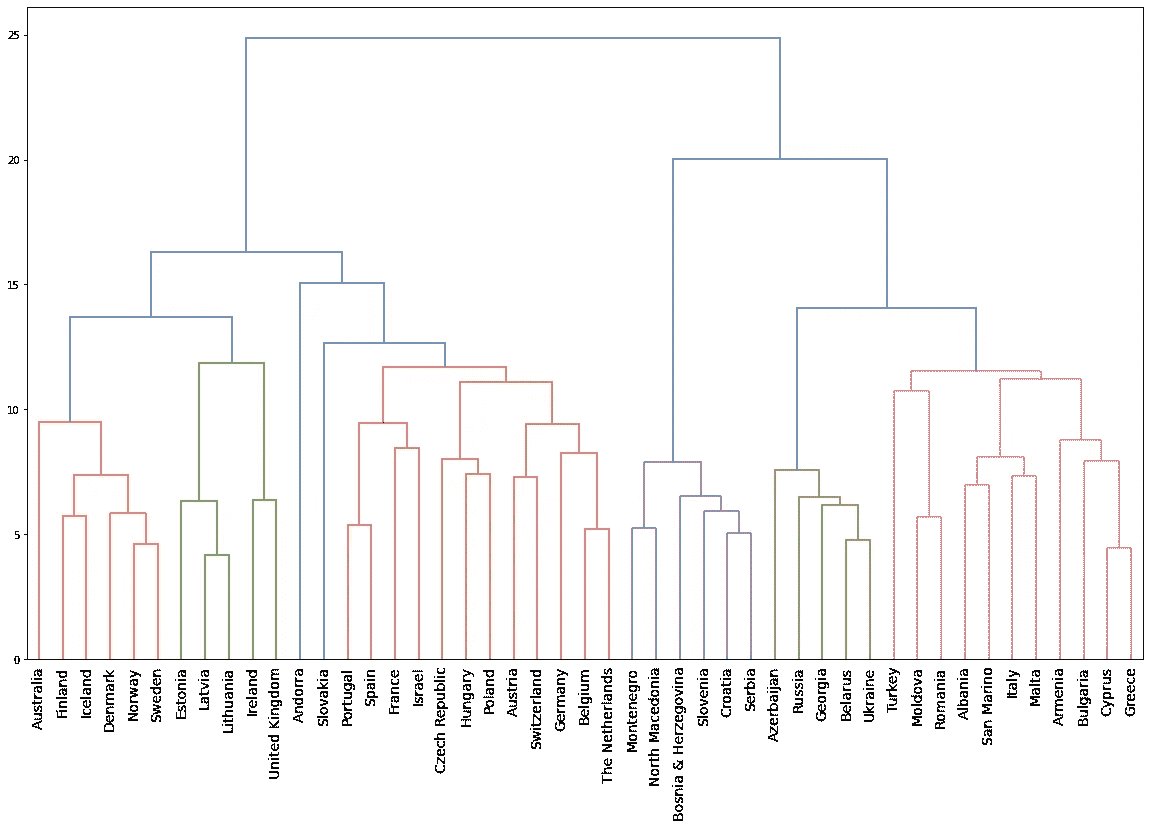 25
20
15
10
5
0
Australia
Finland
Iceland
Denmark
Norway
Sweden
Estonia
Latvia
Lithuania
Ireland
United Kingdom
Andorra
Slovakia
Portugal
Spain
France
Israel
Czech Republic
Hungary
Poland
Austria
Switzerland
Germany
Belgium
The Netherlands
Montenegro
North Macedonia
Bosnia & Herzegovina
Slovenia
Croatia
Serbia
Azerbaijan
Russia
Georgia
Belarus
Ukraine
Turkey
Moldova
Romania
Albania
San Marino
Italy
Malta
Armenia
Bulgaria
Cyprus
Greece